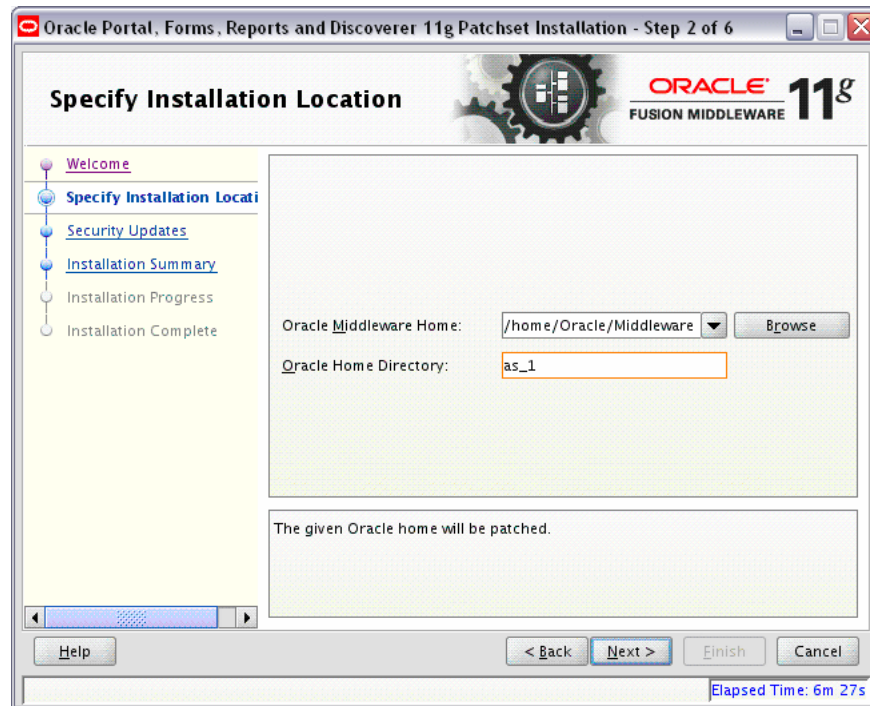 Oracle Portal, Forms, Reports and Discoverer 11g Patchset Installation - Step 2 of 6
Specify Installation Location
ORACLE
FUSION MIDDLEWARE
11g
Welcome
Specify Installation Locati
Security Updates
Installation Summary
Installation Progress
Installation Complete
Oracle Middleware Home: /home/Oracle/Middleware Browse
Oracle Home Directory: as_1
The given Oracle home will be patched.
Help < Back Next > Finish Cancel
Elapsed Time: 6m 27s